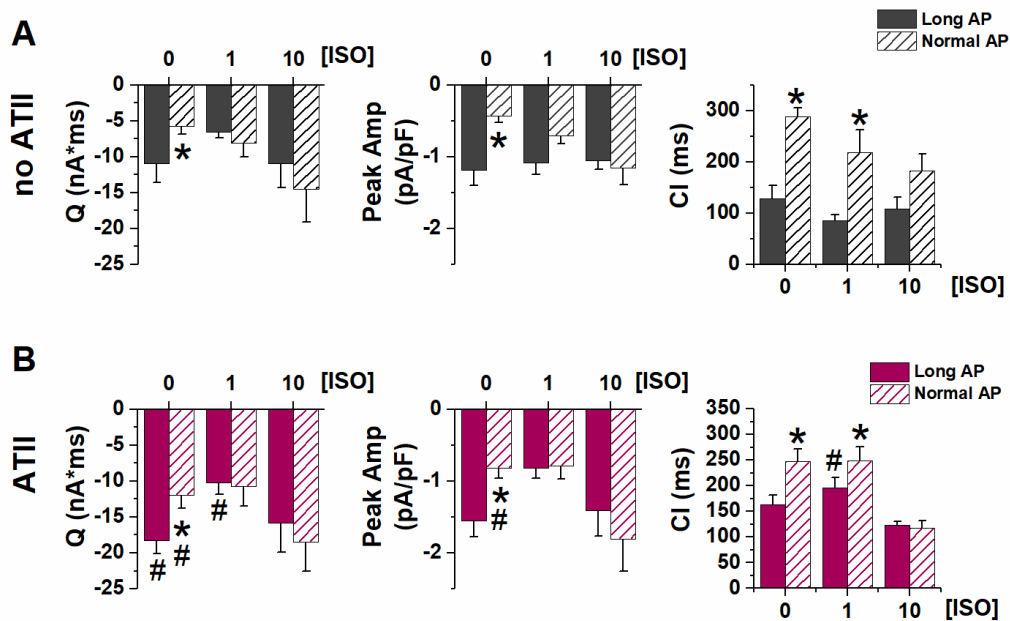 A
Long AP
Normal AP
no ATII
0 1 10 [ISO]
Q (nA*ms)
0
-5
-10
-15
-20
-25
*
0 1 10 [ISO]
Peak Amp
(pA/pF)
0
-1
-2
*
CI (ms)
300
200
100
0
* *
0 1 10 [ISO]
B
Long AP
Normal AP
ATII
0 1 10 [ISO]
Q (nA*ms)
0
-5
-10
-15
-20
-25
#
*
#
#
0 1 10 [ISO]
Peak Amp
(pA/pF)
0
-1
-2
*
#
CI (ms)
350
300
250
200
150
100
50
0
* # *
0 1 10 [ISO]